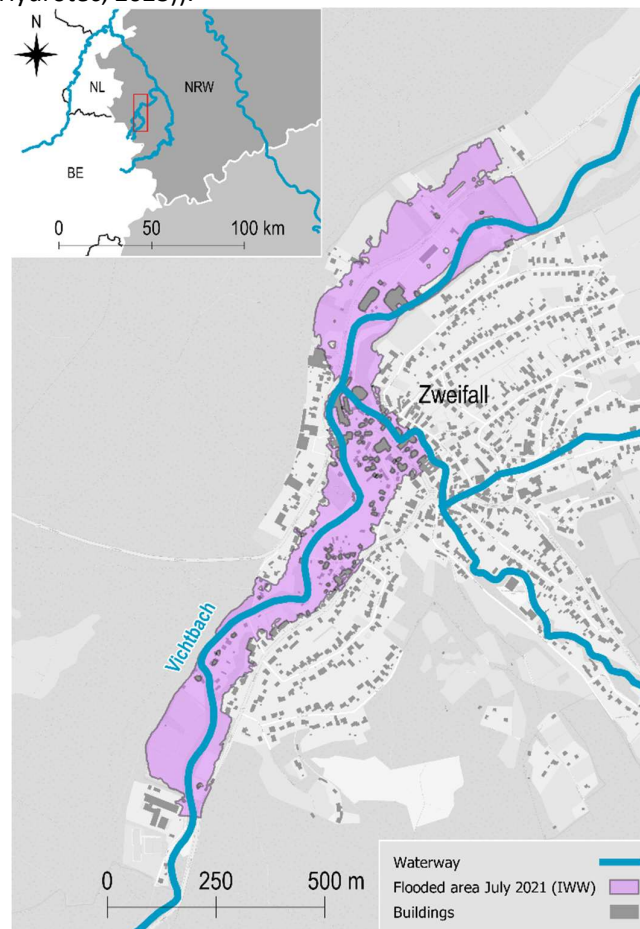 N
NL
NRW
BE
0 50 100 km
Zweifall
Vichtbach
0 250 500 m
Waterway
Flooded area July 2021 (IWW)
Buildings